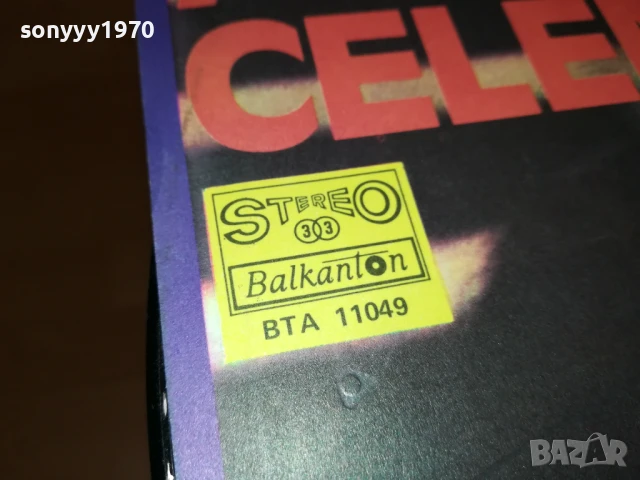 sonyyy1970
CELE
STEREO
33
Balkanton
BTA 11049
BAZAR